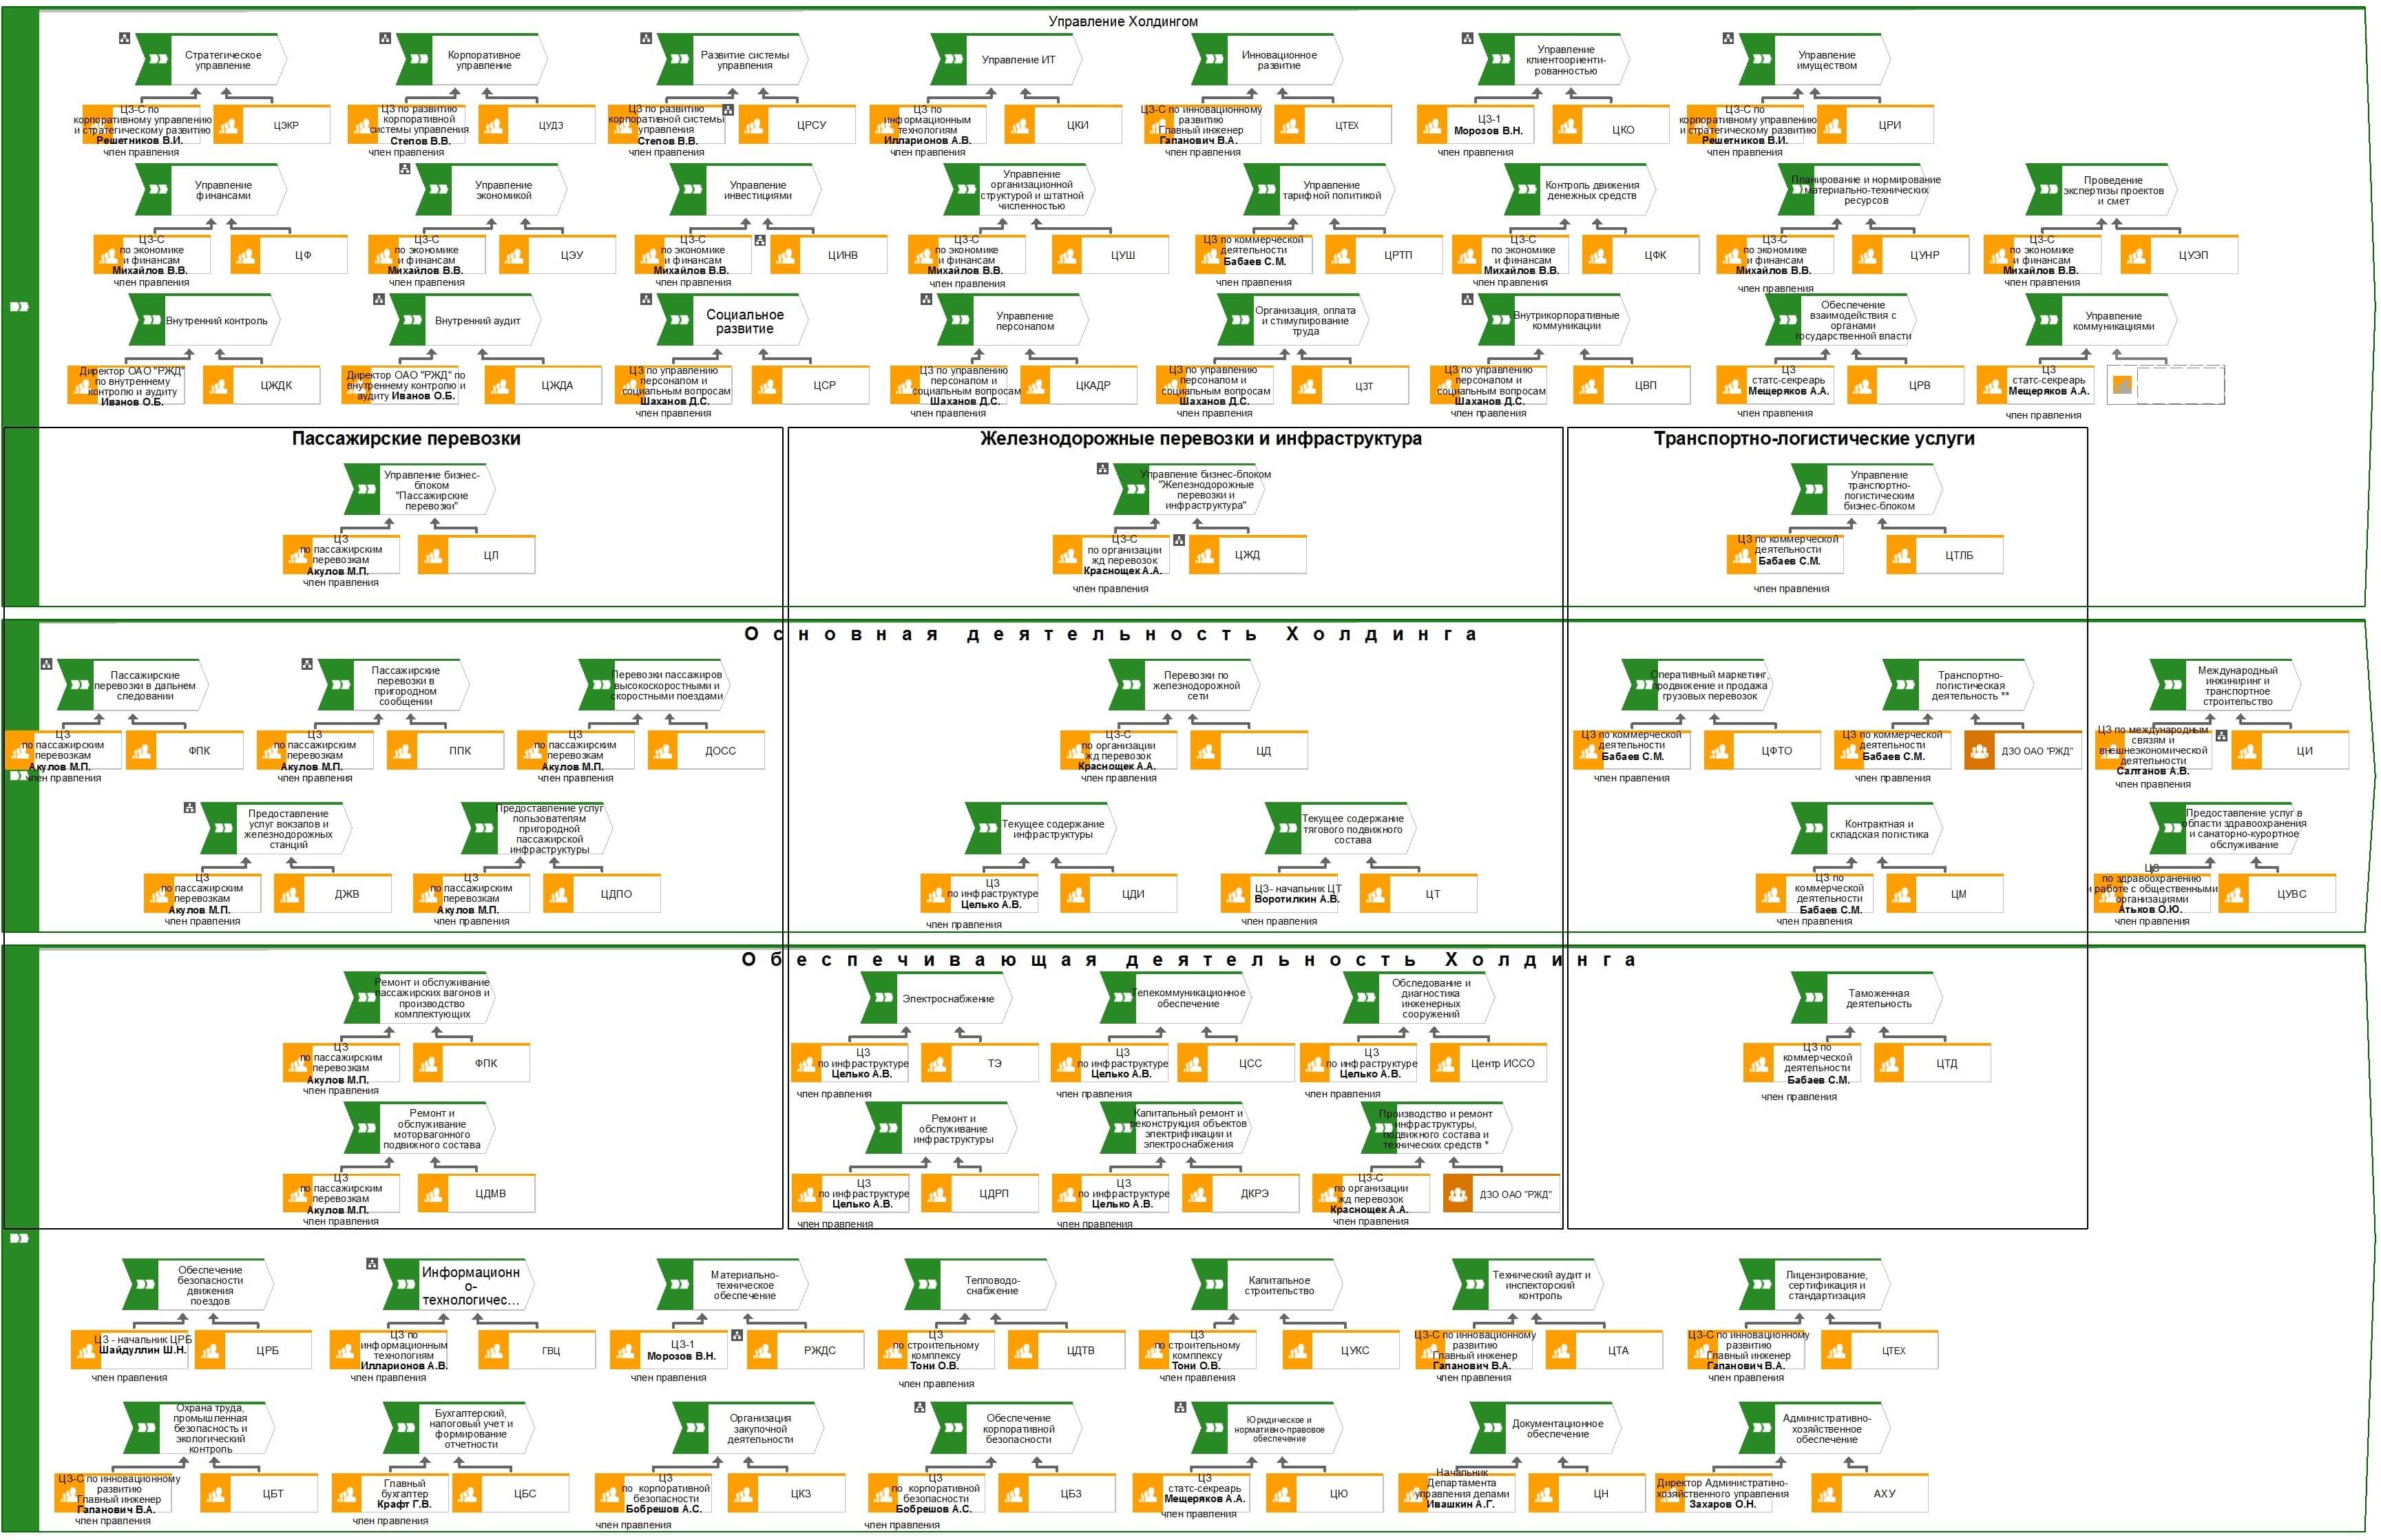 Управление Холдингом
Стратегическое
управление
Корпоративное
управление
Развитие системы
управления
Управление ИТ
Инновационное
развитие
Управление
клиентоориенти-
рованностью
Управление
имуществом
ЦЗ-С по
корпоративному управлению
и стратегическому развитию
Решетников В.И.
член правления
ЦЭКР
ЦЗ по развитию
корпоративной
системы управления
Степов В.В.
член правления
ЦУДЗ
ЦЗ по развитию
корпоративной системы
управления
Степов В.В.
член правления
ЦРСУ
ЦЗ по
информационным
технологиям
Илларионов А.В.
член правления
ЦКИ
ЦЗ-С по инновационному
развитию
Главный инженер
Гапанович В.А.
член правления
ЦТЕХ
ЦЗ-1
Морозов В.Н.
член правления
ЦКО
ЦЗ-С по
корпоративному управлению
и стратегическому развитию
Решетников В.И.
член правления
ЦРИ
Управление
финансами
Управление
экономикой
Управление
инвестициями
Управление
организационной
структурой и штатной
численностью
Управление
тарифной политикой
Контроль движения
денежных средств
Планирование и нормирование
материально-технических
ресурсов
Проведение
экспертизы проектов
и смет
ЦЗ-С
по экономике
и финансам
Михайлов В.В.
член правления
ЦФ
ЦЗ-С
по экономике
и финансам
Михайлов В.В.
член правления
ЦЭУ
ЦЗ-С
по экономике
и финансам
Михайлов В.В.
член правления
ЦИНВ
ЦЗ-С
по экономике
и финансам
Михайлов В.В.
член правления
ЦУШ
ЦЗ по коммерческой
деятельности
Бабаев С.М.
член правления
ЦРТП
ЦЗ-С
по экономике
и финансам
Михайлов В.В.
член правления
ЦФК
ЦЗ-С
по экономике
и финансам
Михайлов В.В.
член правления
ЦУНР
ЦЗ-С
по экономике
и финансам
Михайлов В.В.
член правления
ЦУЭП
Внутренний контроль
Внутренний аудит
Социальное
развитие
Управление
персоналом
Организация, оплата
и стимулирование
труда
Внутрикорпоративные
коммуникации
Обеспечение
взаимодействия с
органами
государственной власти
Управление
коммуникациями
Директор ОАО "РЖД"
по внутреннему
контролю и аудиту
Иванов О.Б.
ЦЖДК
Директор ОАО "РЖД" по
внутреннему контролю и
аудиту Иванов О.Б.
ЦЖДА
ЦЗ по управлению
персоналом и
социальным вопросам
Шаханов Д.С.
член правления
ЦСР
ЦЗ по управлению
персоналом и
социальным вопросам
Шаханов Д.С.
член правления
ЦКАДР
ЦЗ по управлению
персоналом и
социальным вопросам
Шаханов Д.С.
член правления
ЦЗТ
ЦЗ по управлению
персоналом и
социальным вопросам
Шаханов Д.С.
член правления
ЦВП
ЦЗ
статс-секреарь
Мещеряков А.А.
член правления
ЦРВ
ЦЗ
статс-секреарь
Мещеряков А.А.
член правления
Пассажирские перевозки
Железнодорожные перевозки и инфраструктура
Транспортно-логистические услуги
Управление бизнес-
блоком
"Пассажирские
перевозки"
Управление бизнес-блоком
"Железнодорожные
перевозки и
инфраструктура"
Управление
транспортно-
логистическим
бизнес-блоком
ЦЗ
по пассажирским
перевозкам
Акулов М.П.
член правления
ЦЛ
ЦЗ-С
по организации
жд перевозок
Краснощек А.А.
член правления
ЦЖД
ЦЗ по коммерческой
деятельности
Бабаев С.М.
член правления
ЦТЛБ
Основная деятельность Холдинга
Пассажирские
перевозки в дальнем
следовании
Пассажирские
перевозки в
пригородном
сообщении
Перевозки пассажиров
высокоскоростными и
скоростными поездами
Перевозки по
железнодорожной
сети
Оперативный маркетинг,
продвижение и продажа
грузовых перевозок
Транспортно-
логистическая
деятельность **
Международный
инжиниринг и
транспортное
строительство
ЦЗ
по пассажирским
перевозкам
Акулов М.П.
член правления
ФПК
ЦЗ
по пассажирским
перевозкам
Акулов М.П.
член правления
ППК
ЦЗ
по пассажирским
перевозкам
Акулов М.П.
член правления
ДОСС
ЦЗ-С
по организации
жд перевозок
Краснощек А.А.
член правления
ЦД
ЦЗ по коммерческой
деятельности
Бабаев С.М.
член правления
ЦФТО
ЦЗ по коммерческой
деятельности
Бабаев С.М.
член правления
ДЗО ОАО "РЖД"
ЦЗ по международным
связям и
внешнеэкономической
деятельности
Салтанов А.В.
член правления
ЦИ
Предоставление
услуг вокзалов и
железнодорожных
станций
Предоставление услуг
пользователям
пригородной
пассажирской
инфраструктуры
Текущее содержание
инфраструктуры
Текущее содержание
тягового подвижного
состава
Контрактная и
складская логистика
Предоставление услуг в
области здравоохранения
и санаторно-курортное
обслуживание
ЦЗ
по пассажирским
перевозкам
Акулов М.П.
член правления
ДЖВ
ЦЗ
по пассажирским
перевозкам
Акулов М.П.
член правления
ЦДПО
ЦЗ
по инфраструктуре
Целько А.В.
член правления
ЦДИ
ЦЗ- начальник ЦТ
Воротилкин А.В.
член правления
ЦТ
ЦЗ по
коммерческой
деятельности
Бабаев С.М.
член правления
ЦМ
ЦЗ
по здравоохранению
и работе с общественными
организациями
Атьков О.Ю.
член правления
ЦУВС
Обеспечивающая деятельность Холдинга
Ремонт и обслуживание
пассажирских вагонов и
производство
комплектующих
Электроснабжение
Телекоммуникационное
обеспечение
Обследование и
диагностика
инженерных
сооружений
Таможенная
деятельность
ЦЗ
по пассажирским
перевозкам
Акулов М.П.
член правления
ФПК
ЦЗ
по инфраструктуре
Целько А.В.
член правления
ТЭ
ЦЗ
по инфраструктуре
Целько А.В.
член правления
ЦСС
ЦЗ
по инфраструктуре
Целько А.В.
член правления
Центр ИССО
ЦЗ по
коммерческой
деятельности
Бабаев С.М.
член правления
ЦТД
Ремонт и
обслуживание
моторвагонного
подвижного состава
Ремонт и
обслуживание
инфраструктуры
Капитальный ремонт и
реконструкция объектов
электрификации и
электроснабжения
Производство и ремонт
инфраструктуры,
подвижного состава и
технических средств *
ЦЗ
по пассажирским
перевозкам
Акулов М.П.
член правления
ЦДМВ
ЦЗ
по инфраструктуре
Целько А.В.
член правления
ЦДРП
ЦЗ
по инфраструктуре
Целько А.В.
член правления
ДКРЭ
ЦЗ-С
по организации
жд перевозок
Краснощек А.А.
член правления
ДЗО ОАО "РЖД"
Обеспечение
безопасности
движения
поездов
Информационн
о-
технологичес...
Материально-
техническое
обеспечение
Тепловодо-
снабжение
Капитальное
строительство
Технический аудит и
инспекторский
контроль
Лицензирование,
сертификация и
стандартизация
ЦЗ - начальник ЦРБ
Шайдуллин Ш.Н.
член правления
ЦРБ
ЦЗ по
информационным
технологиям
Илларионов А.В.
член правления
ГВЦ
ЦЗ-1
Морозов В.Н.
член правления
РЖДС
ЦЗ
по строительному
комплексу
Тони О.В.
член правления
ЦДТВ
ЦЗ
по строительному
комплексу
Тони О.В.
член правления
ЦУКС
ЦЗ-С по инновационному
развитию
Главный инженер
Гапанович В.А.
член правления
ЦТА
ЦЗ-С по инновационному
развитию
Главный инженер
Гапанович В.А.
член правления
ЦТЕХ
Охрана труда,
промышленная
безопасность и
экологический
контроль
Бухгалтерский,
налоговый учет и
формирование
отчетности
Организация
закупочной
деятельности
Обеспечение
корпоративной
безопасности
Юридическое и
нормативно-правовое
обеспечение
Документационное
обеспечение
Административно-
хозяйственное
обеспечение
ЦЗ-С по инновационному
развитию
Главный инженер
Гапанович В.А.
член правления
ЦБТ
Главный
бухгалтер
Крафт Г.В.
член правления
ЦБС
ЦЗ
по корпоративной
безопасности
Бобрешов А.С.
член правления
ЦКЗ
ЦЗ
по корпоративной
безопасности
Бобрешов А.С.
член правления
ЦБЗ
ЦЗ
статс-секреарь
Мещеряков А.А.
член правления
ЦЮ
Начальник
Департамента
управления делами
Ивашкин А.Г.
ЦН
Директор Администратино-
хозяйственного управления
Захаров О.Н.
АХУ